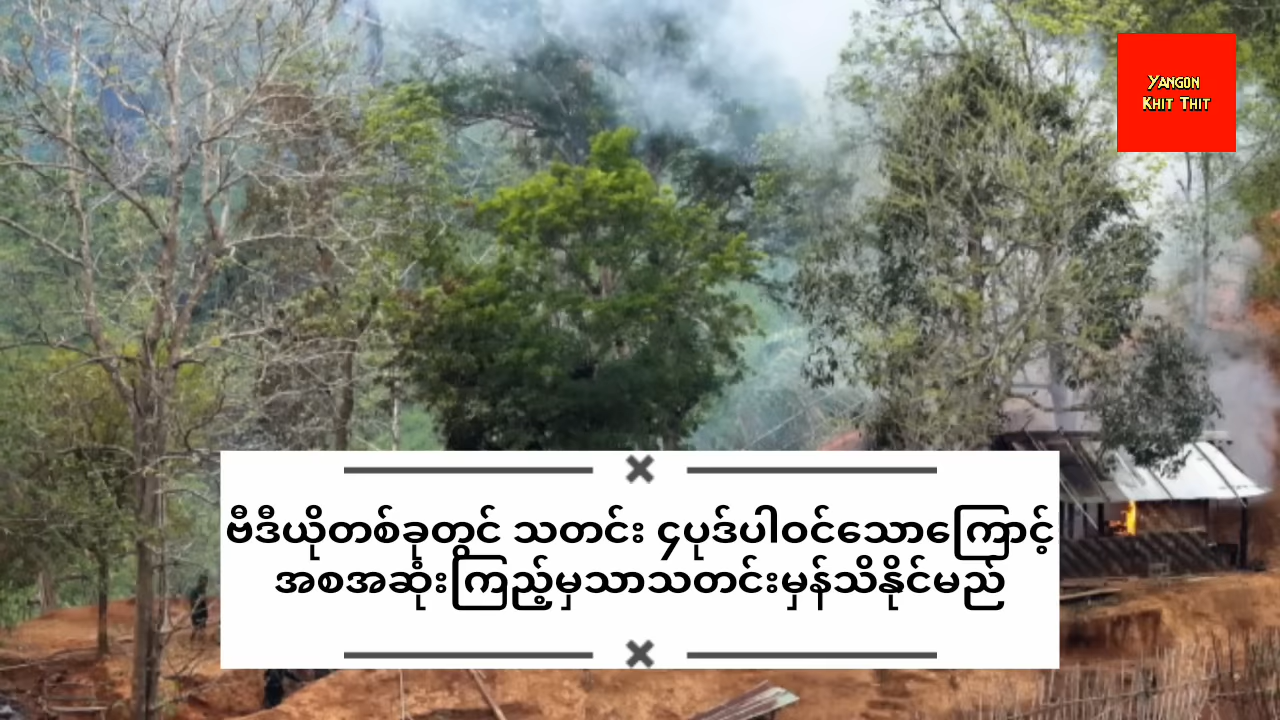 Yangon
Khit Thit
ဗီဒီယိုတစ်ခုတွင် သတင်း ၄ပုဒ်ပါဝင်သောကြောင့်
အစအဆုံးကြည့်မှသာသတင်းမှန်သိနိုင်မည်